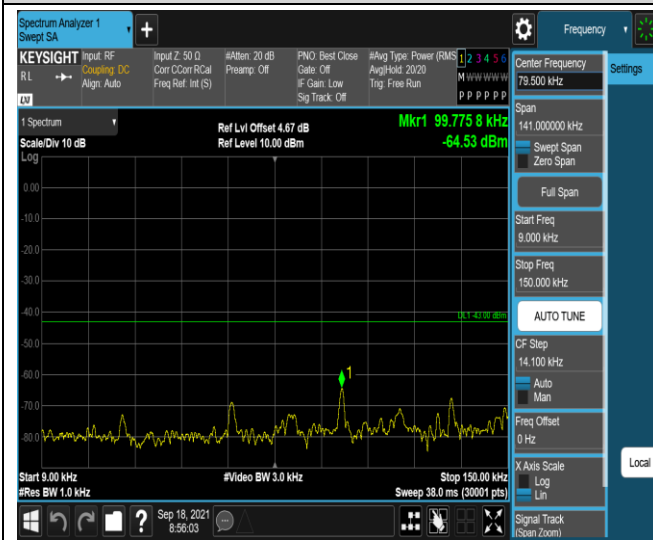 Spectrum Analyzer 1
Swept SA
+
Frequency
KEYSIGHT
Input: RF
Input Z: 50 Ω
#Atten: 20 dB
PNO: Best Close
#Avg Type: Power (RMS
1 2 3 4 5 6
RL
Coupling: DC
Corr CCorr RCal
Preamp: Off
Gate: Off
Avg|Hold: 20/20
M W W W W W
Align: Auto
Freq Ref: Int (S)
IF Gain: Low
Trig: Free Run
P P P P P P
LXI
Sig Track: Off
1 Spectrum
Scale/Div 10 dB
Ref Lvl Offset 4.67 dB
Ref Level 10.00 dBm
Mkr1 99.775 8 kHz
-64.53 dBm
Log
0.00
-10.0
-20.0
-30.0
-40.0
DL1 -43.00 dBm
-50.0
-60.0
1
-70.0
-80.0
Start 9.00 kHz
#Video BW 3.0 kHz
Stop 150.00 kHz
#Res BW 1.0 kHz
Sweep 38.0 ms (30001 pts)
?
Sep 18, 2021
8:56:03
Center Frequency
79.500 kHz
Settings
Span
141.000000 kHz
Swept Span
Zero Span
Full Span
Start Freq
9.000 kHz
Stop Freq
150.000 kHz
AUTO TUNE
CF Step
14.100 kHz
Auto
Man
Freq Offset
0 Hz
X Axis Scale
Log
Lin
Local
Signal Track
(Span Zoom)